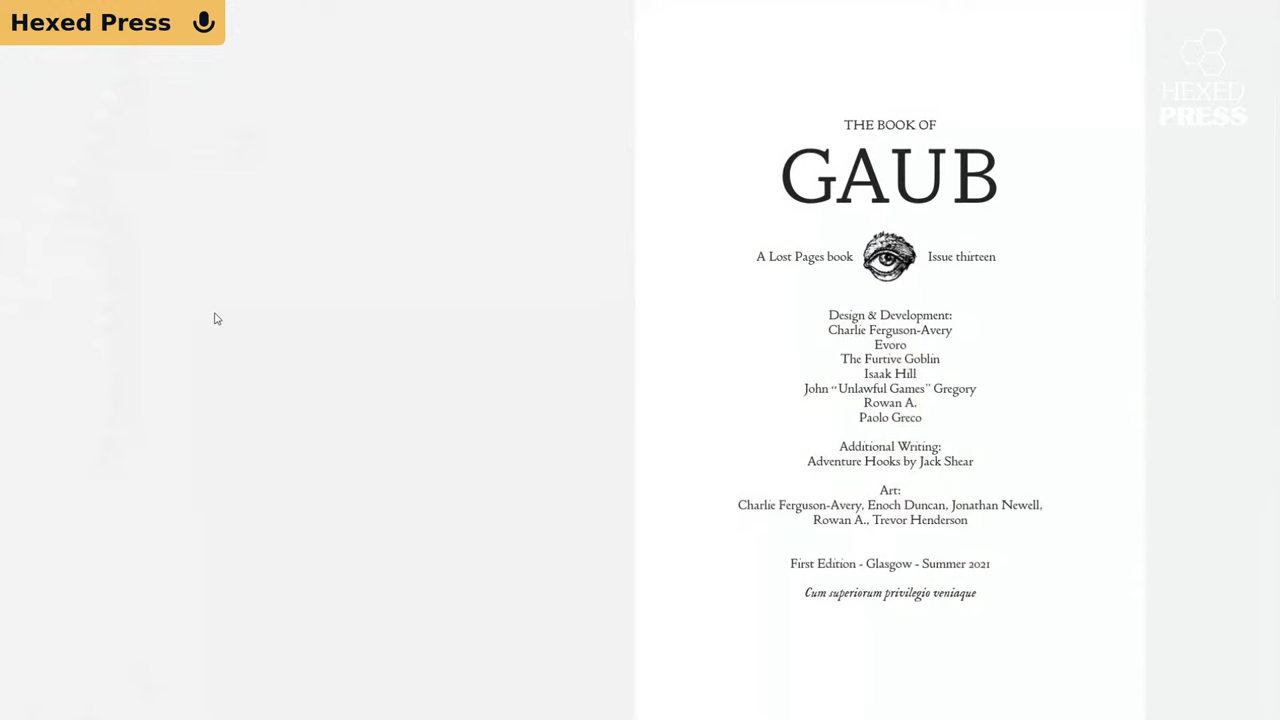 Hexed Press
HEXED
PRESS
THE BOOK OF
GAUB
A Lost Pages book Issue thirteen
Design & Development:
Charlie Ferguson-Avery
Evoro
The Furtive Goblin
Isaak Hill
John “Unlawful Games” Gregory
Rowan A.
Paolo Greco
Additional Writing:
Adventure Hooks by Jack Shear
Art:
Charlie Ferguson-Avery, Enoch Duncan, Jonathan Newell,
Rowan A., Trevor Henderson
First Edition - Glasgow - Summer 2021
Cum superiorum privilegio veniaque